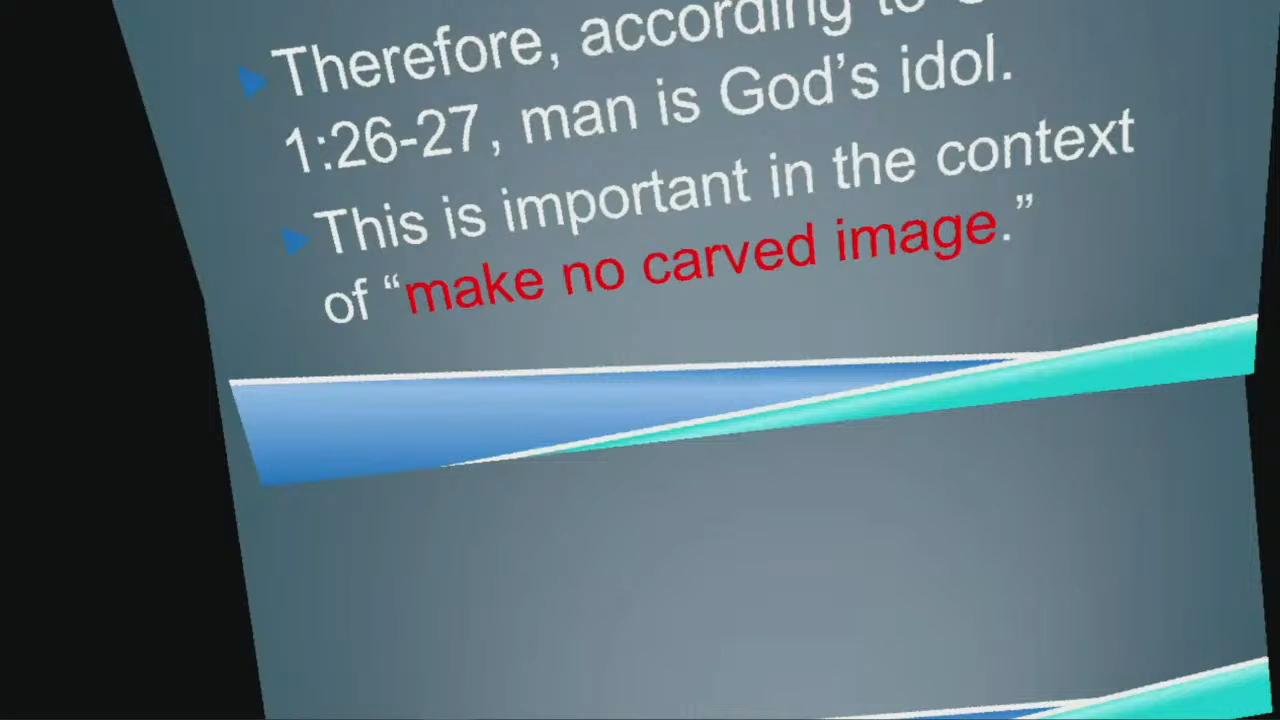 Therefore, according to
1:26-27, man is God's idol.
This is important in the context
of “make no carved image.”